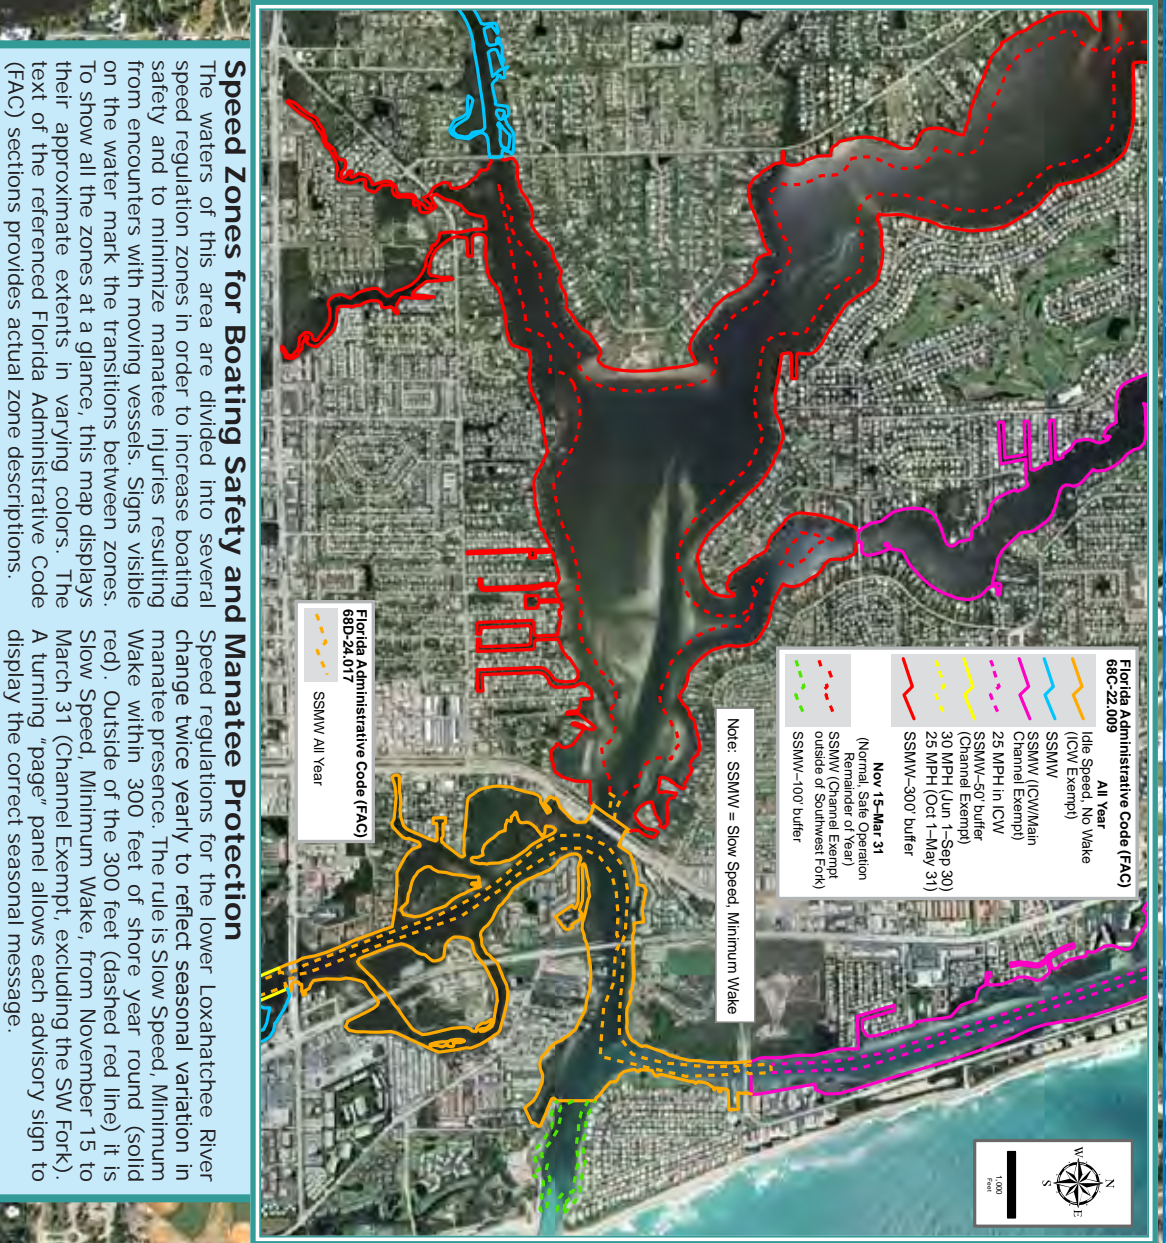 Speed Zones for Boating Safety and Manatee Protection
The waters of this area are divided into several
speed regulation zones in order to increase boating
safety and to minimize manatee injuries resulting
from encounters with moving vessels. Signs visible
on the water mark the transitions between zones.
To show all the zones at a glance, this map displays
their approximate extents in varying colors. The
text of the referenced Florida Administrative Code
(FAC) sections provides actual zone descriptions.
Speed regulations for the lower Loxahatchee River
change twice yearly to reflect seasonal variation in
manatee presence. The rule is Slow Speed, Minimum
Wake within 300 feet of shore year round (solid
red). Outside of the 300 feet (dashed red line) it is
Slow Speed, Minimum Wake, from November 15 to
March 31 (Channel Exempt, excluding the SW Fork).
A turning "page" panel allows each advisory sign to
display the correct seasonal message.
Florida Administrative Code (FAC)
68C-22.009
All Year
Idle Speed, No Wake
(ICW Exempt)
SSMW
SSMW (ICW/Main
Channel Exempt)
25 MPH in ICW
SSMW–50' buffer
(Channel Exempt)
30 MPH (Jun 1–Sep 30)
25 MPH (Oct 1–May 31)
SSMW–300' buffer
Nov 15–Mar 31
(Normal, Safe Operation
Remainder of Year)
SSMW (Channel Exempt
outside of Southwest Fork)
SSMW–100' buffer
Note: SSMW = Slow Speed, Minimum Wake
Florida Administrative Code (FAC)
68D-24.017
SSMW All Year
N
W
E
S
1,000
Feet